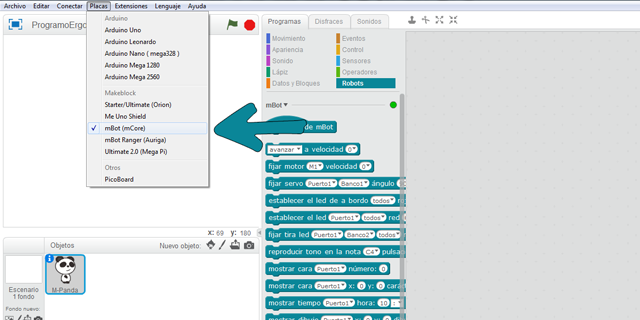 Archivo Editar Conectar Placas Extensiones Lenguaje Ayuda
ProgramoErgo
Arduino
Arduino Uno
Arduino Leonardo
Arduino Nano ( mega328 )
Arduino Mega 1280
Arduino Mega 2560
Makeblock
Starter/Ultimate (Orion)
Me Uno Shield
mBot (mCore)
mBot Ranger (Auriga)
Ultimate 2.0 (Mega Pi)
Otros
PicoBoard
X: 69 y: 180
Objetos Nuevo objeto:
Escenario
1 fondo
Fondo nuevo:
M-Panda
Programas Disfraces Sonidos
Movimiento Eventos
Apariencia Control
Sonido Sensores
Lápiz Operadores
Datos y Bloques Robots
mBot
de mBot
avanzar a velocidad 0
fijar motor M1 velocidad 0
fijar servo Puerto1 Banco1 ángulo
establecer el led de a bordo todos
establecer el led Puerto1 todos
fijar tira led Puerto1 Banco2 todos
reproducir tono en la nota C4
mostrar cara Puerto1 número: 0
mostrar cara Puerto1 x: 0 y: 0
mostrar tiempo Puerto1 hora: 10 :
mostrar dibujo Puerto1 x: 0 y: 0